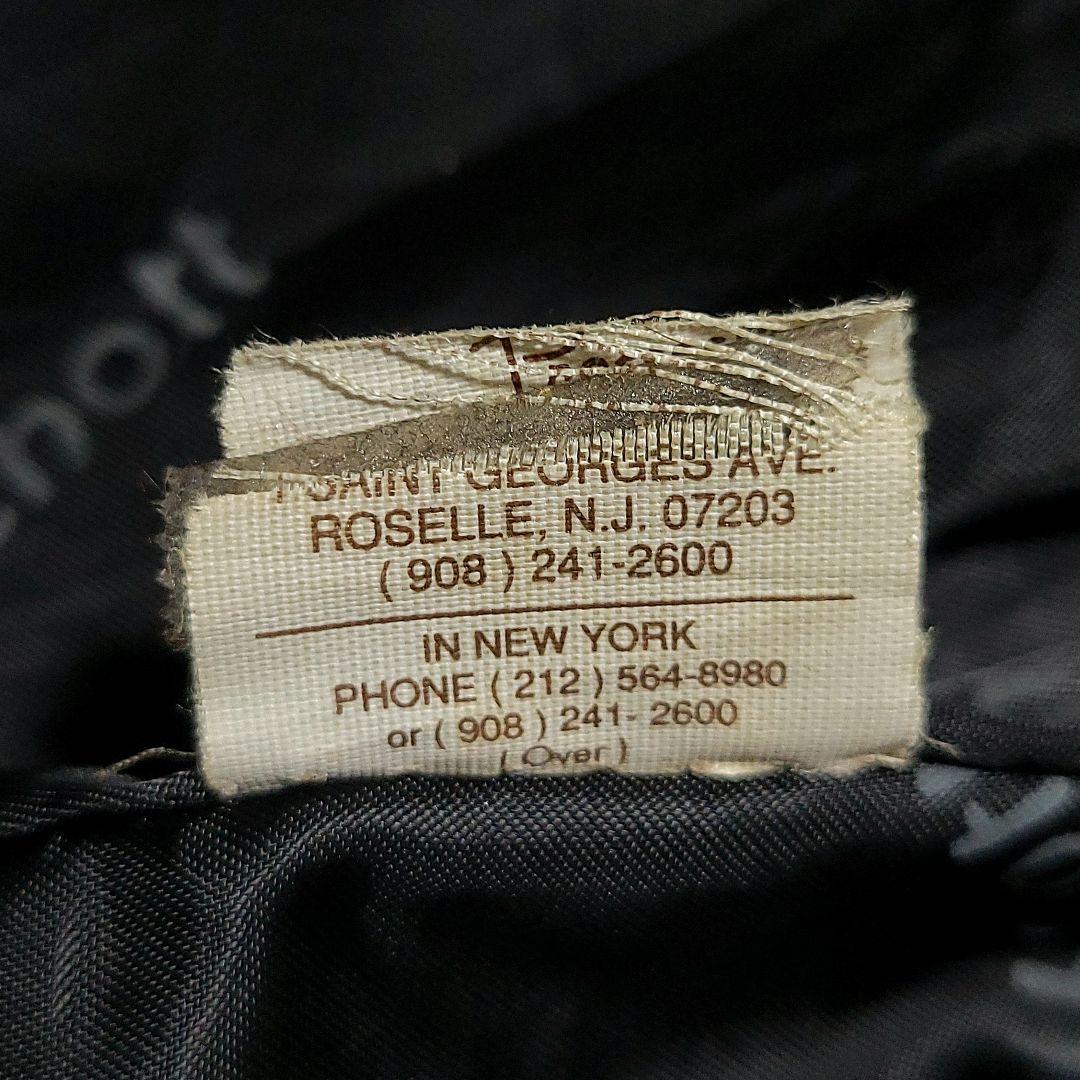 SAINT GEORGES AVE.
ROSELLE, N.J. 07203
( 908 ) 241-2600
IN NEW YORK
PHONE ( 212 ) 564-8980
or ( 908 ) 241- 2600
( Over )